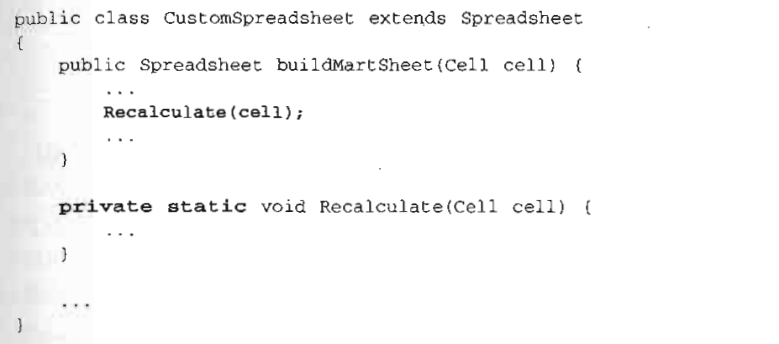 public class CustomSpreadsheet extends Spreadsheet
{
    public Spreadsheet buildMartSheet(Cell cell) {
        ...
        Recalculate(cell);
        ...
    }
    private static void Recalculate(Cell cell) {
        ...
    }
    ...
}